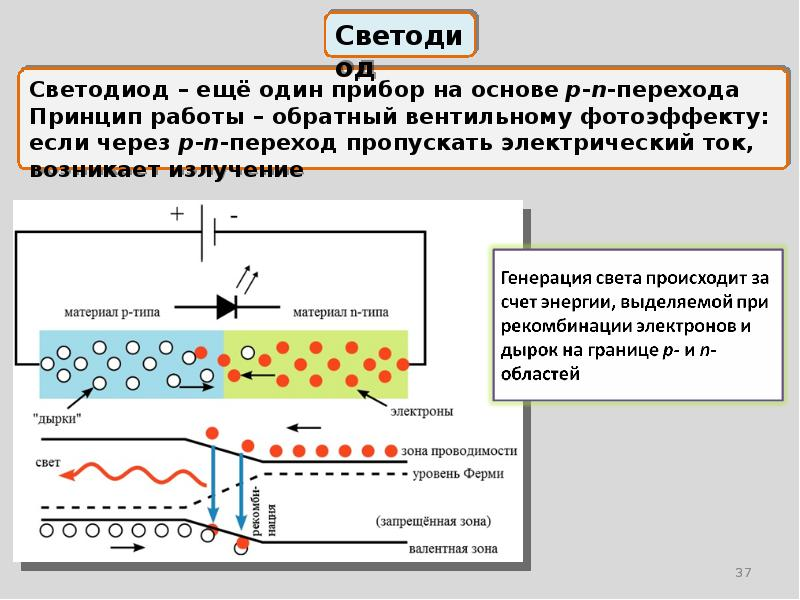 Светоди
од
Светодиод – ещё один прибор на основе p-n-перехода
Принцип работы – обратный вентильному фотоэффекту:
если через p-n-переход пропускать электрический ток,
возникает излучение
+ -
материал p-типа
материал n-типа
"дырки"
электроны
свет
зона проводимости
уровень Ферми
рекомби-
нация
(запрещённая зона)
валентная зона
Генерация света происходит за
счет энергии, выделяемой при
рекомбинации электронов и
дырок на границе p- и n-
областей
37